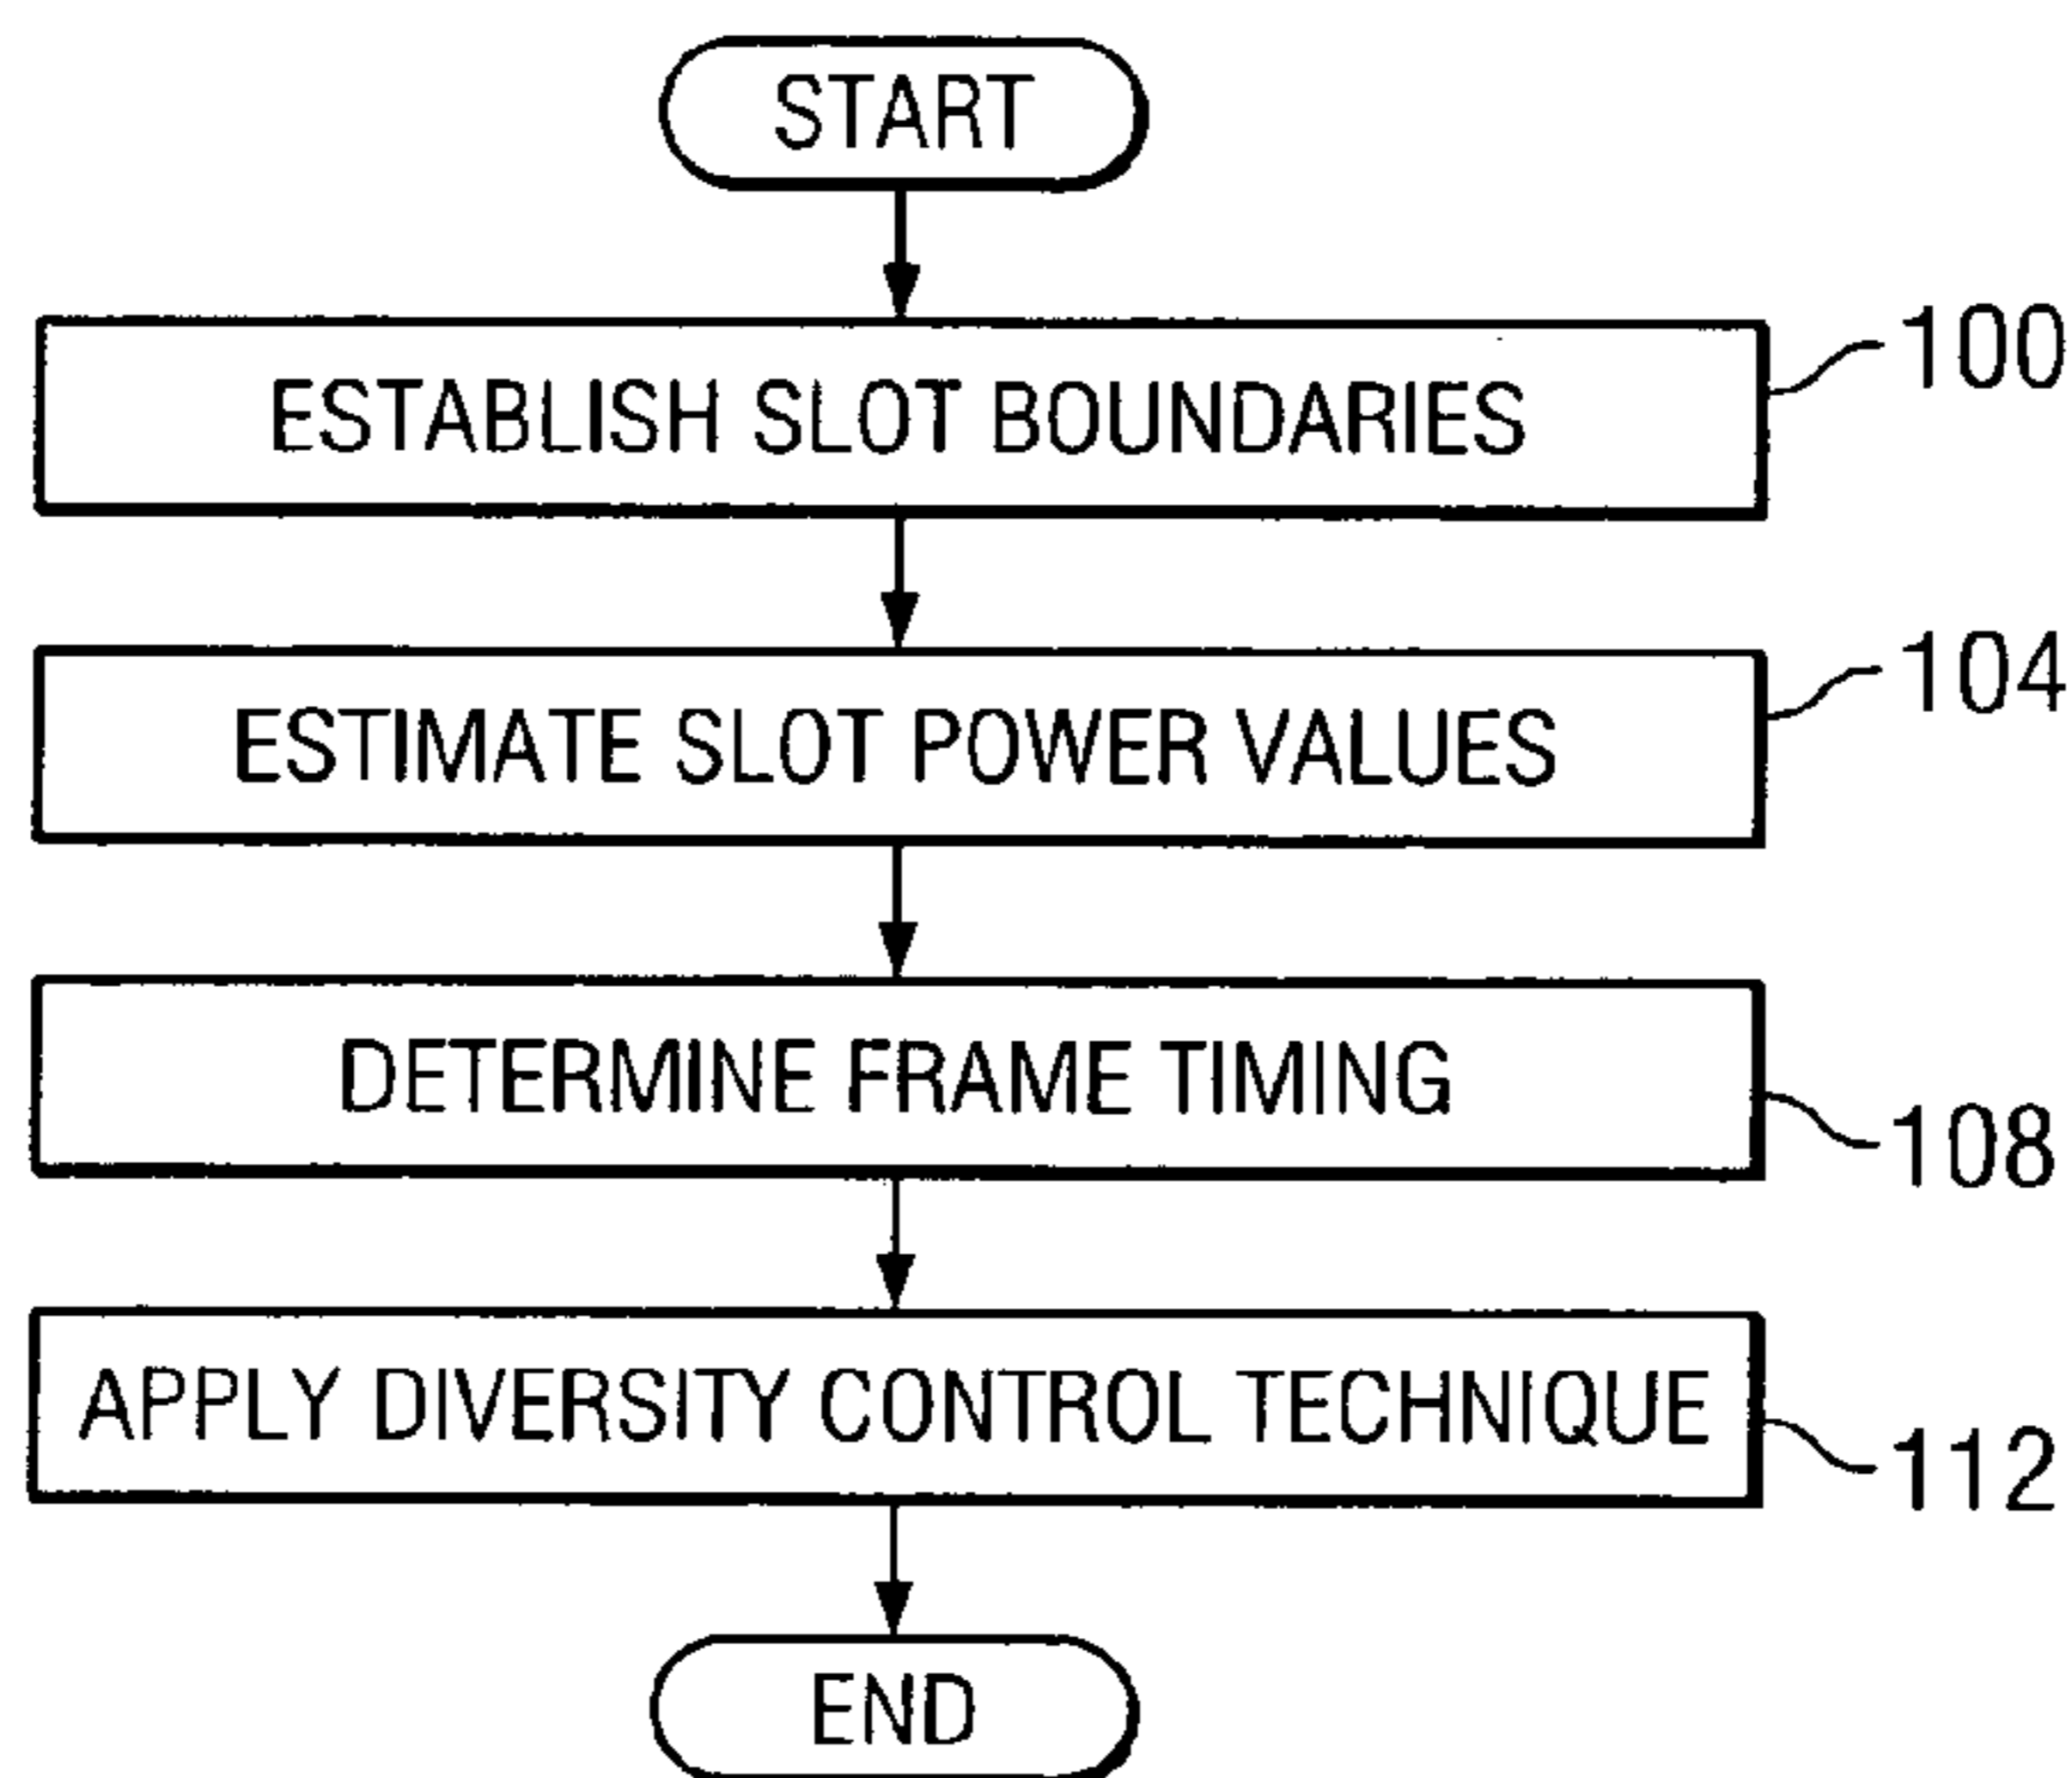 START
ESTABLISH SLOT BOUNDARIES
100
ESTIMATE SLOT POWER VALUES
104
DETERMINE FRAME TIMING
108
APPLY DIVERSITY CONTROL TECHNIQUE
112
END